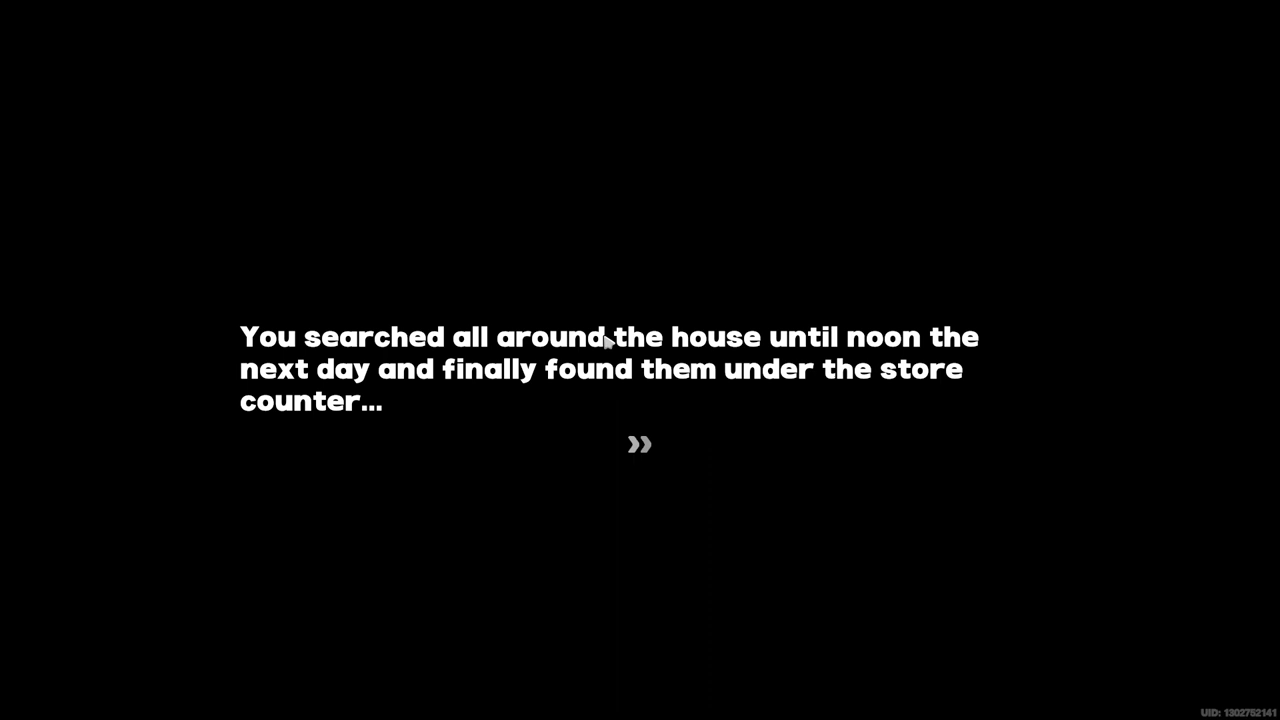 You searched all around the house until noon the
next day and finally found them under the store
counter...
UID: 1302752141